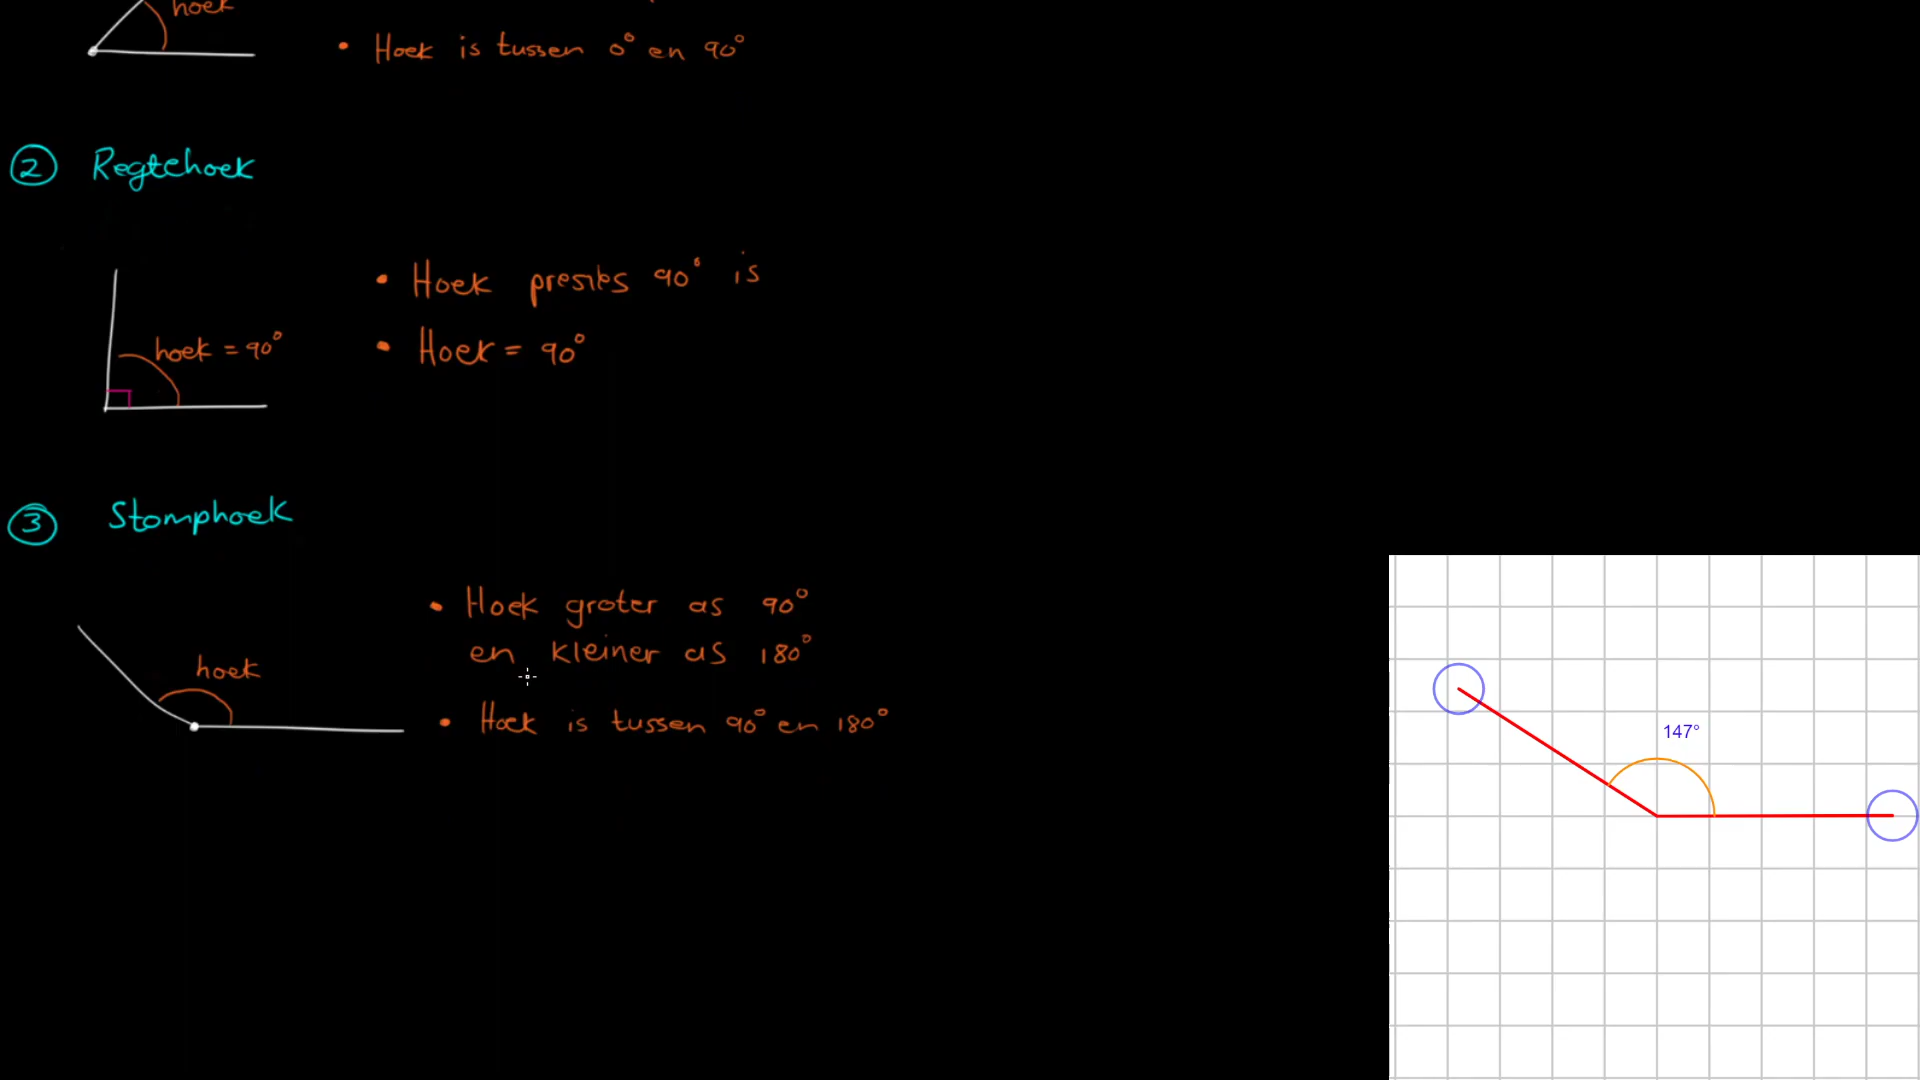 hoek
• Hoek is tussen 0° en 90°
2 Regtehoek
• Hoek presies 90° is
hoek = 90°
• Hoek = 90°
3 Stomphoek
• Hoek groter as 90°
en kleiner as 180°
hoek
• Hoek is tussen 90° en 180°
147°